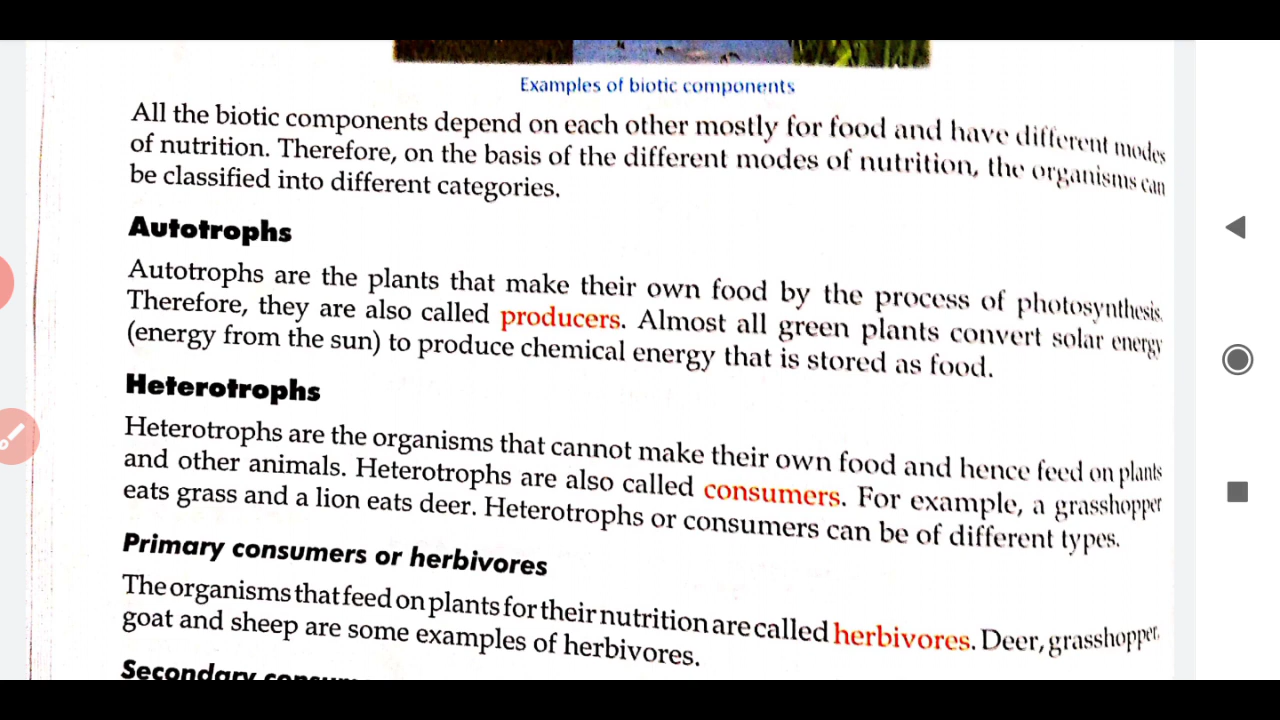 Examples of biotic components
All the biotic components depend on each other mostly for food and have different modes
of nutrition. Therefore, on the basis of the different modes of nutrition, the organisms can
be classified into different categories.
Autotrophs
Autotrophs are the plants that make their own food by the process of photosynthesis.
Therefore, they are also called producers. Almost all green plants convert solar energy
(energy from the sun) to produce chemical energy that is stored as food.
Heterotrophs
Heterotrophs are the organisms that cannot make their own food and hence feed on plants
and other animals. Heterotrophs are also called consumers. For example, a grasshopper
eats grass and a lion eats deer. Heterotrophs or consumers can be of different types.
Primary consumers or herbivores
The organisms that feed on plants for their nutrition are called herbivores. Deer, grasshopper,
goat and sheep are some examples of herbivores.
Secondary